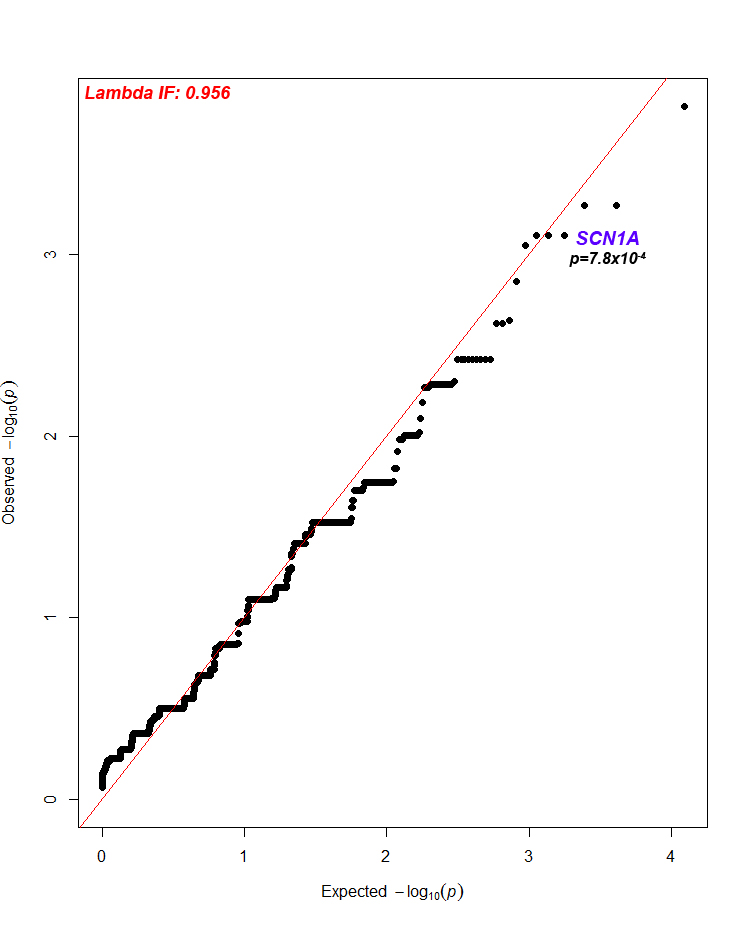 Lambda IF: 0.956
SCN1A
p=7.8x10⁻⁴
3
2
1
0
Observed −log₁₀(p)
0 1 2 3 4
Expected −log₁₀(p)